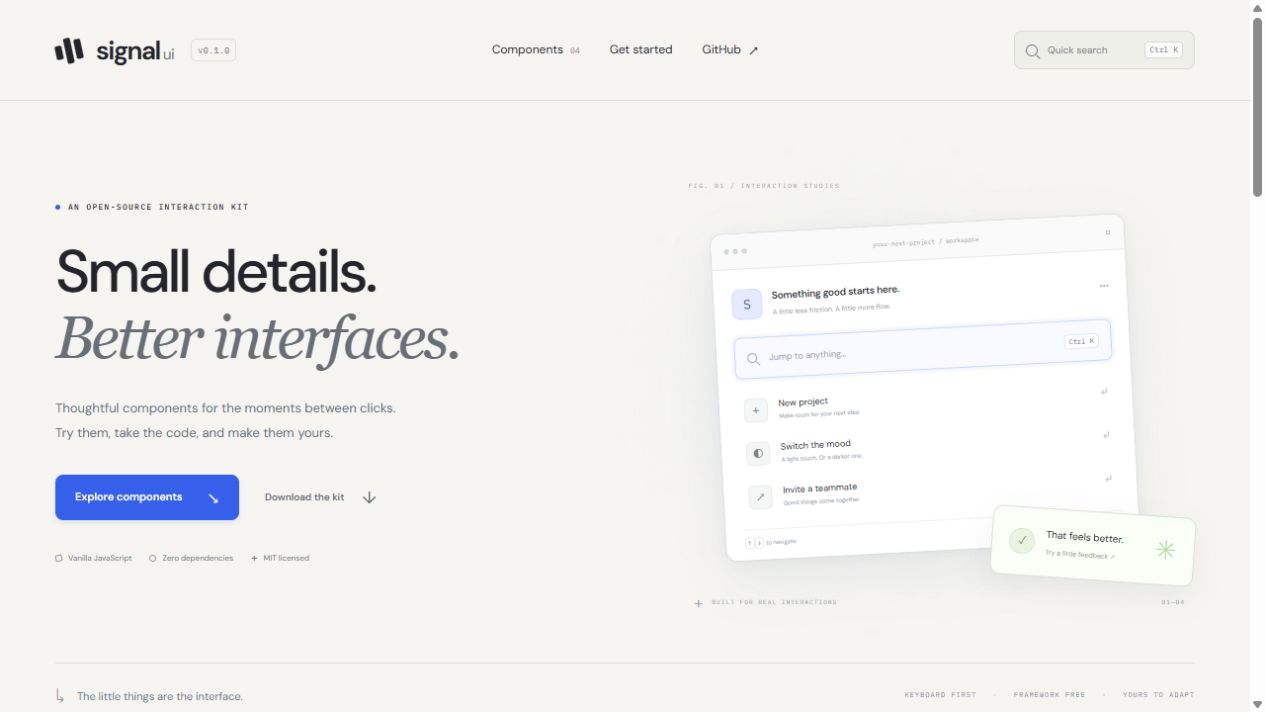 signal ui v0.1.0
Components 04 Get started GitHub ↗
Quick search Ctrl K
AN OPEN-SOURCE INTERACTION KIT
Small details.
Better interfaces.
Thoughtful components for the moments between clicks.
Try them, take the code, and make them yours.
Explore components ↘
Download the kit ↓
Vanilla JavaScript
Zero dependencies
+ MIT licensed
FIG. 01 / INTERACTION STUDIES
your-next-project / workspace
S
Something good starts here.
A little less friction. A little more flow.
Jump to anything… Ctrl K
New project
Make room for your next idea
Switch the mood
A light touch. Or a darker one.
Invite a teammate
Good things come together
↑ ↓ to navigate
That feels better.
Try a little feedback ↗
+ BUILT FOR REAL INTERACTIONS
01—04
↳ The little things are the interface.
KEYBOARD FIRST · FRAMEWORK FREE · YOURS TO ADAPT